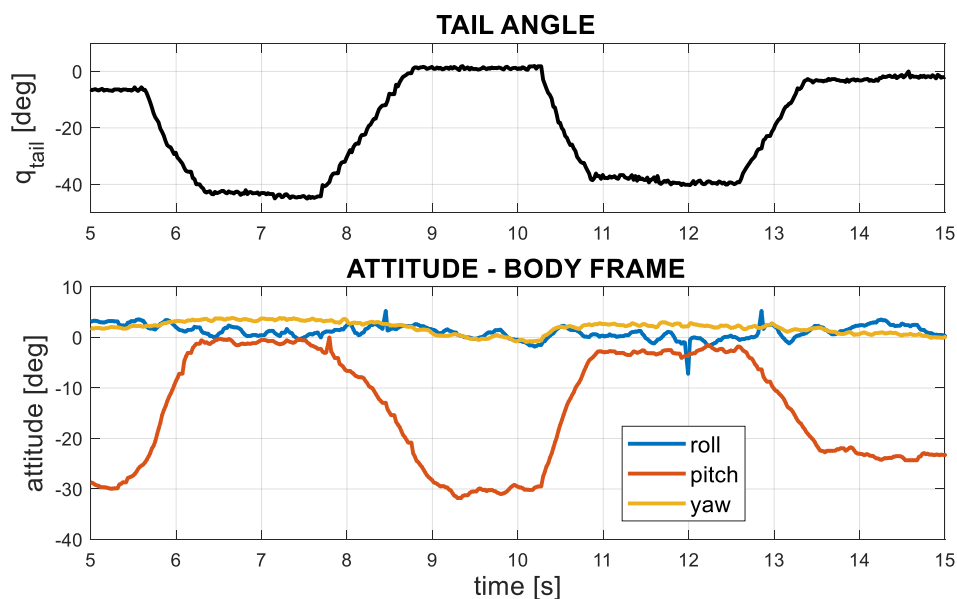 TAIL ANGLE
q_tail [deg]
0
-20
-40
5 6 7 8 9 10 11 12 13 14 15
ATTITUDE - BODY FRAME
attitude [deg]
10
0
-10
-20
-30
-40
roll
pitch
yaw
5 6 7 8 9 10 11 12 13 14 15
time [s]